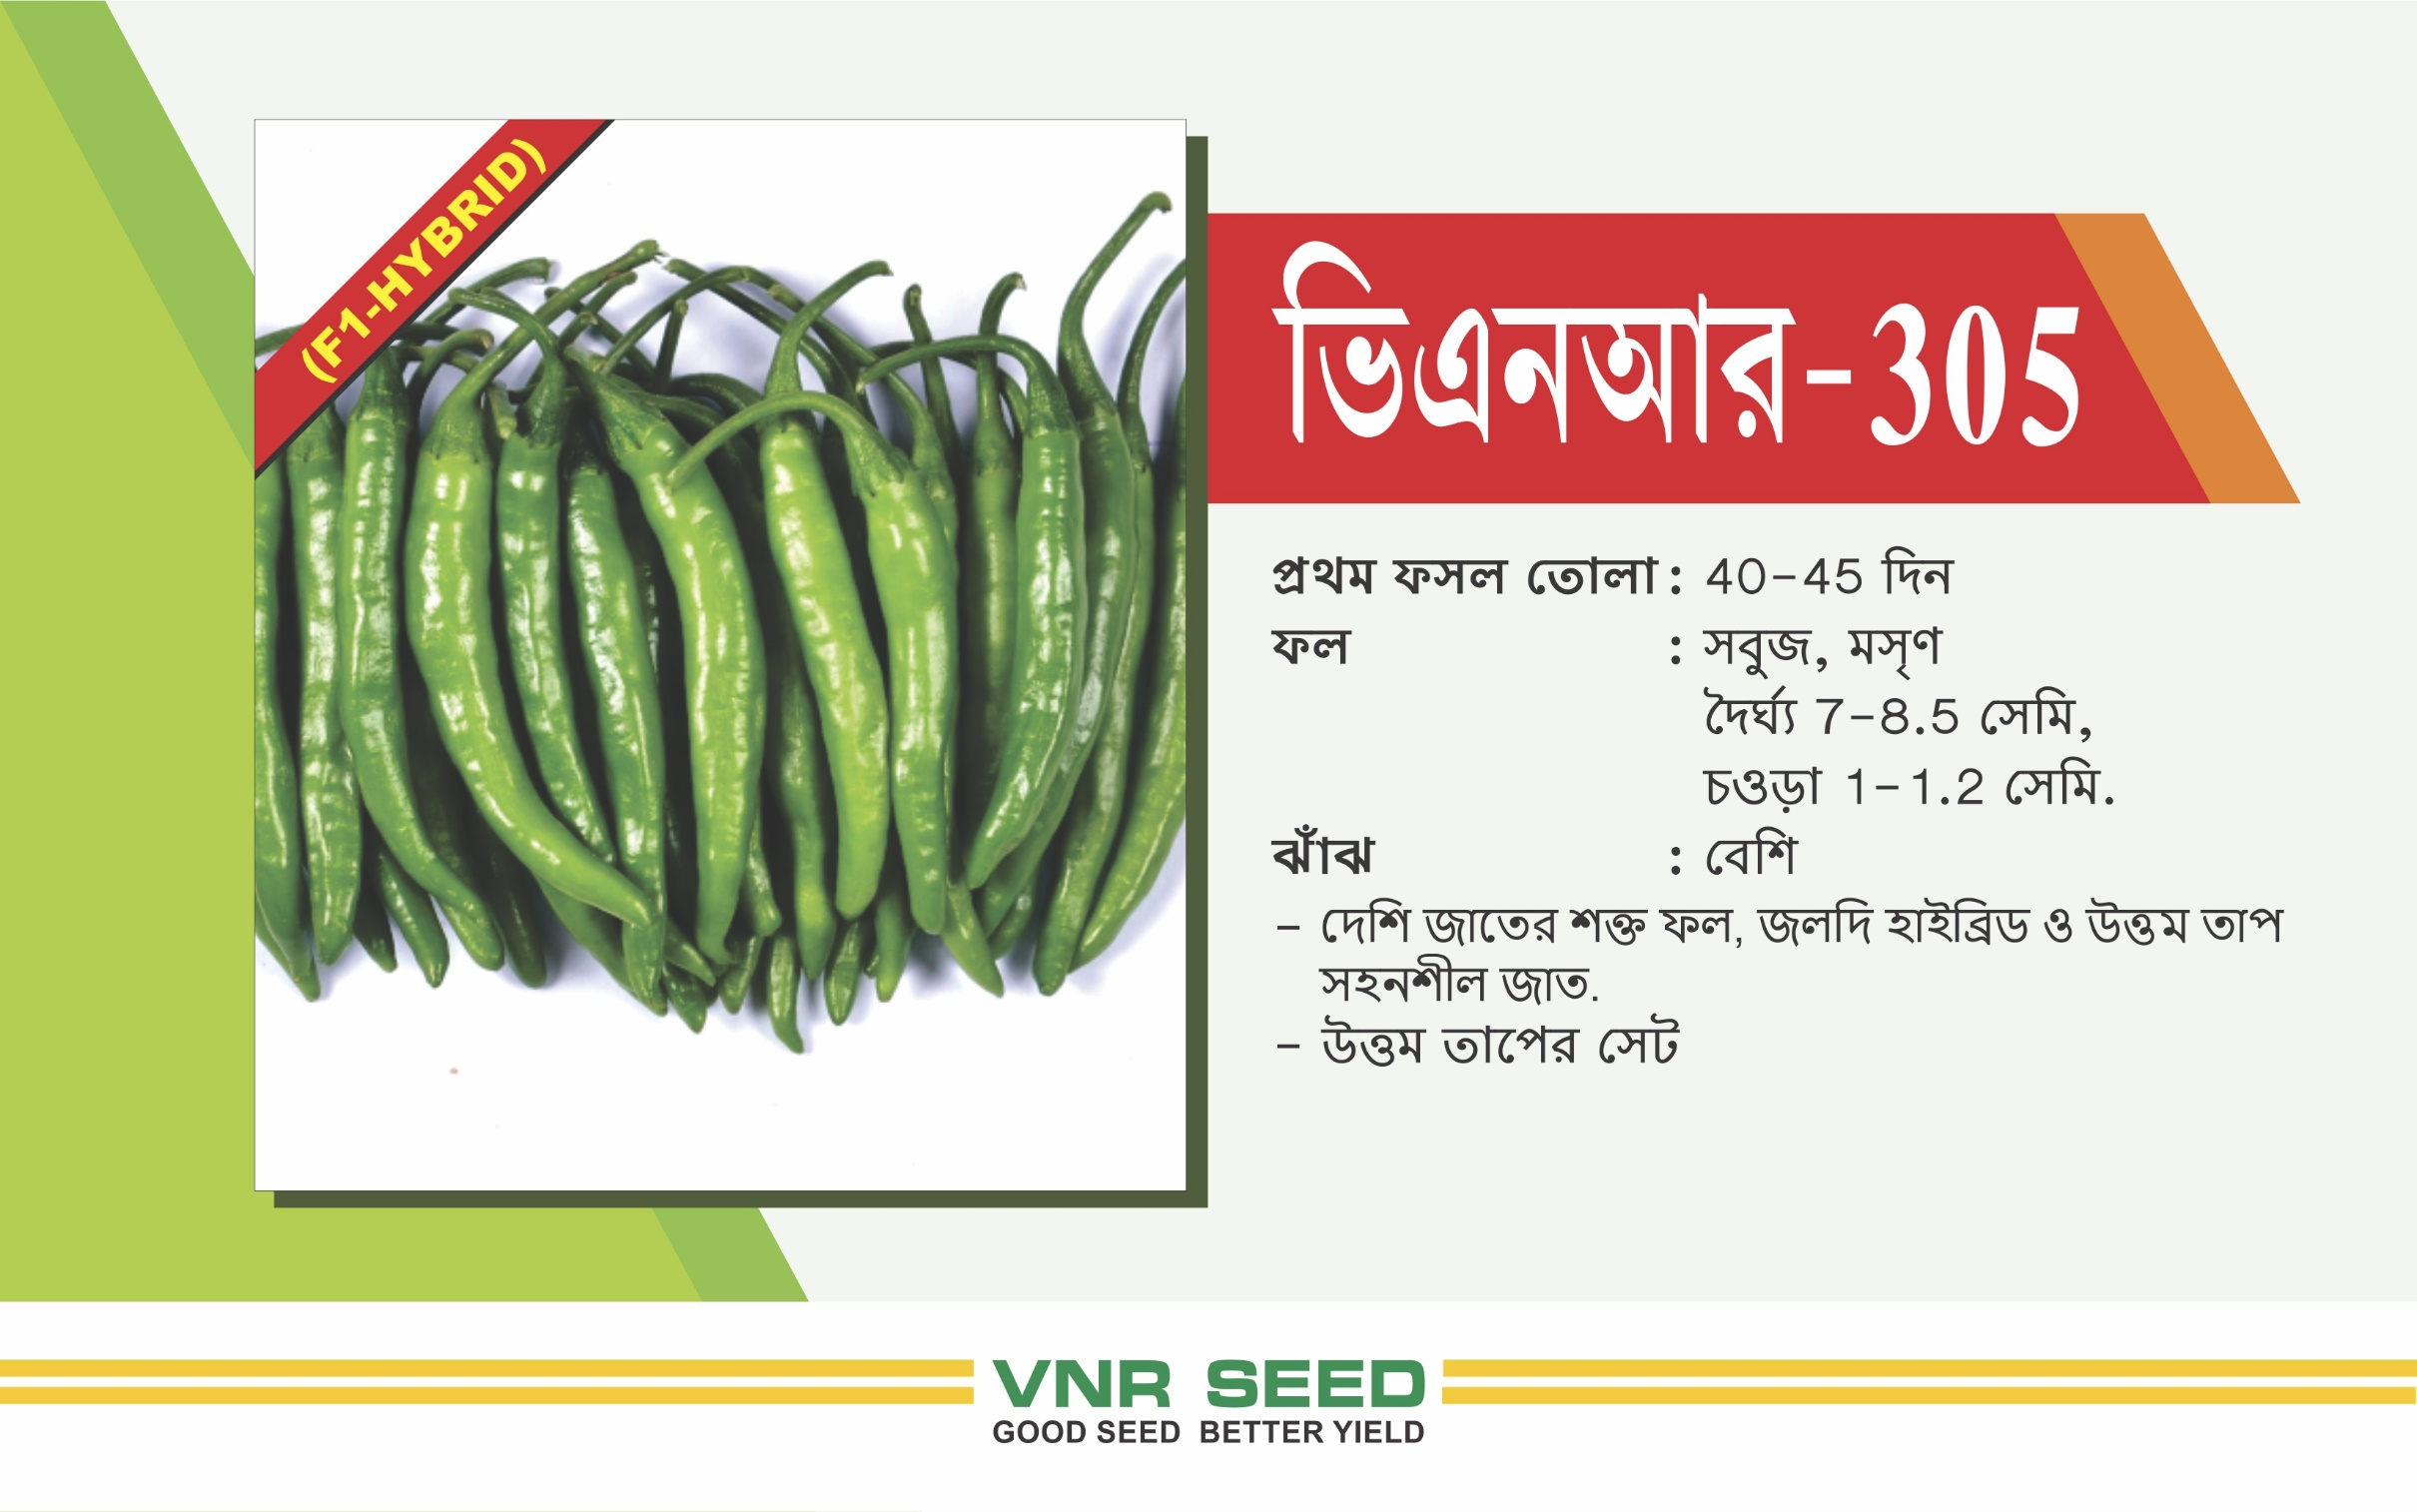 (F1-HYBRID)
ভিএনআর-305
প্রথম ফসল তোলা : 40-45 দিন
ফল : সবুজ, মসৃণ
দৈর্ঘ্য 7-8.5 সেমি,
চওড়া 1-1.2 সেমি.
ঝাঁঝ : বেশি
- দেশি জাতের শক্ত ফল, জলদি হাইব্রিড ও উত্তম তাপ
সহনশীল জাত.
- উত্তম তাপের সেট
VNR SEED
GOOD SEED BETTER YIELD